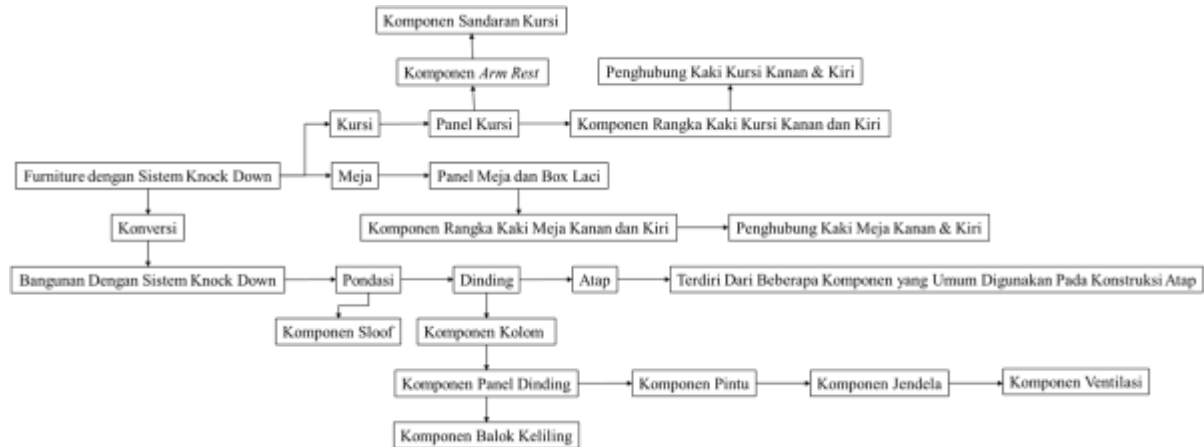 Komponen Sandaran Kursi
Komponen Arm Rest
Penghubung Kaki Kursi Kanan & Kiri
Kursi
Panel Kursi
Komponen Rangka Kaki Kursi Kanan dan Kiri
Furniture dengan Sistem Knock Down
Meja
Panel Meja dan Box Laci
Konversi
Komponen Rangka Kaki Meja Kanan dan Kiri
Penghubung Kaki Meja Kanan & Kiri
Bangunan Dengan Sistem Knock Down
Pondasi
Dinding
Atap
Terdiri Dari Beberapa Komponen yang Umum Digunakan Pada Konstruksi Atap
Komponen Sloof
Komponen Kolom
Komponen Panel Dinding
Komponen Pintu
Komponen Jendela
Komponen Ventilasi
Komponen Balok Keliling